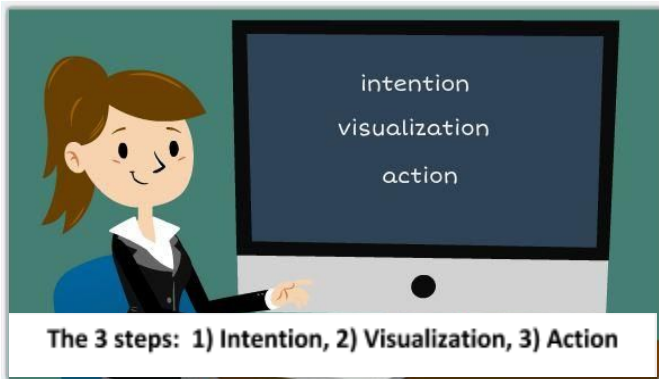 intention
visualization
action
The 3 steps:  1) Intention, 2) Visualization, 3) Action